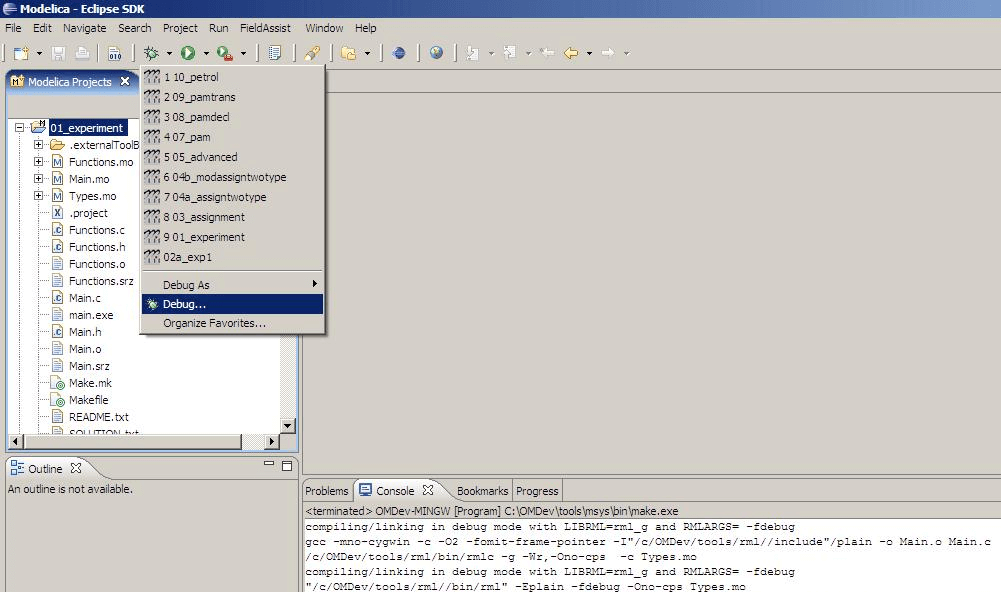 Modelica - Eclipse SDK
File Edit Navigate Search Project Run FieldAssist Window Help
010
Modelica Projects
1 10_petrol
2 09_pamtrans
3 08_pamdecl
4 07_pam
5 05_advanced
6 04b_modassigntwotype
7 04a_assigntwotype
8 03_assignment
9 01_experiment
02a_exp1
Debug As
Debug...
Organize Favorites...
01_experiment
.externalToolB
Functions.mo
Main.mo
Types.mo
.project
Functions.c
Functions.h
Functions.o
Functions.srz
Main.c
main.exe
Main.h
Main.o
Main.srz
Make.mk
Makefile
README.txt
SOLUTION.txt
Outline
An outline is not available.
Problems Console Bookmarks Progress
<terminated> OMDev-MINGW [Program] C:\OMDev\tools\msys\bin\make.exe
compiling/linking in debug mode with LIBRML=rml_g and RMLARGS= -fdebug
gcc -mno-cygwin -c -O2 -fomit-frame-pointer -I"/c/OMDev/tools/rml//include"/plain -o Main.o Main.c
/c/OMDev/tools/rml/bin/rmlc -g -Wr,-Ono-cps -c Types.mo
compiling/linking in debug mode with LIBRML=rml_g and RMLARGS= -fdebug
"/c/OMDev/tools/rml//bin/rml" -Eplain -fdebug -Ono-cps Types.mo